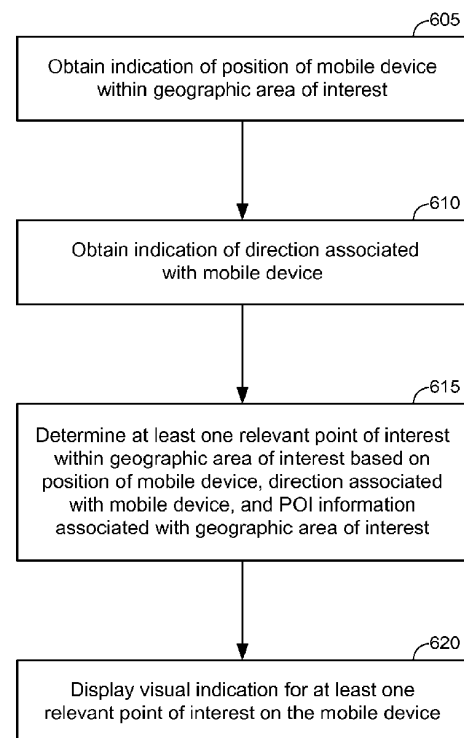 605
Obtain indication of position of mobile device
within geographic area of interest
610
Obtain indication of direction associated
with mobile device
615
Determine at least one relevant point of interest
within geographic area of interest based on
position of mobile device, direction associated
with mobile device, and POI information
associated with geographic area of interest
620
Display visual indication for at least one
relevant point of interest on the mobile device